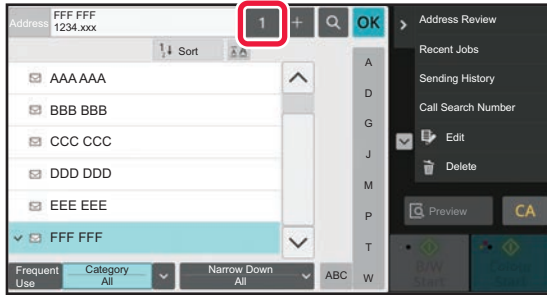 Address
FFF FFF
1234.xxx
1
+
OK
Sort
AAA AAA
BBB BBB
CCC CCC
DDD DDD
EEE EEE
FFF FFF
A
D
G
J
M
P
T
W
Frequent
Use
Category
All
Narrow Down
All
ABC
Address Review
Recent Jobs
Sending History
Call Search Number
Edit
Delete
Preview
CA
B/W
Start
Colour
Start